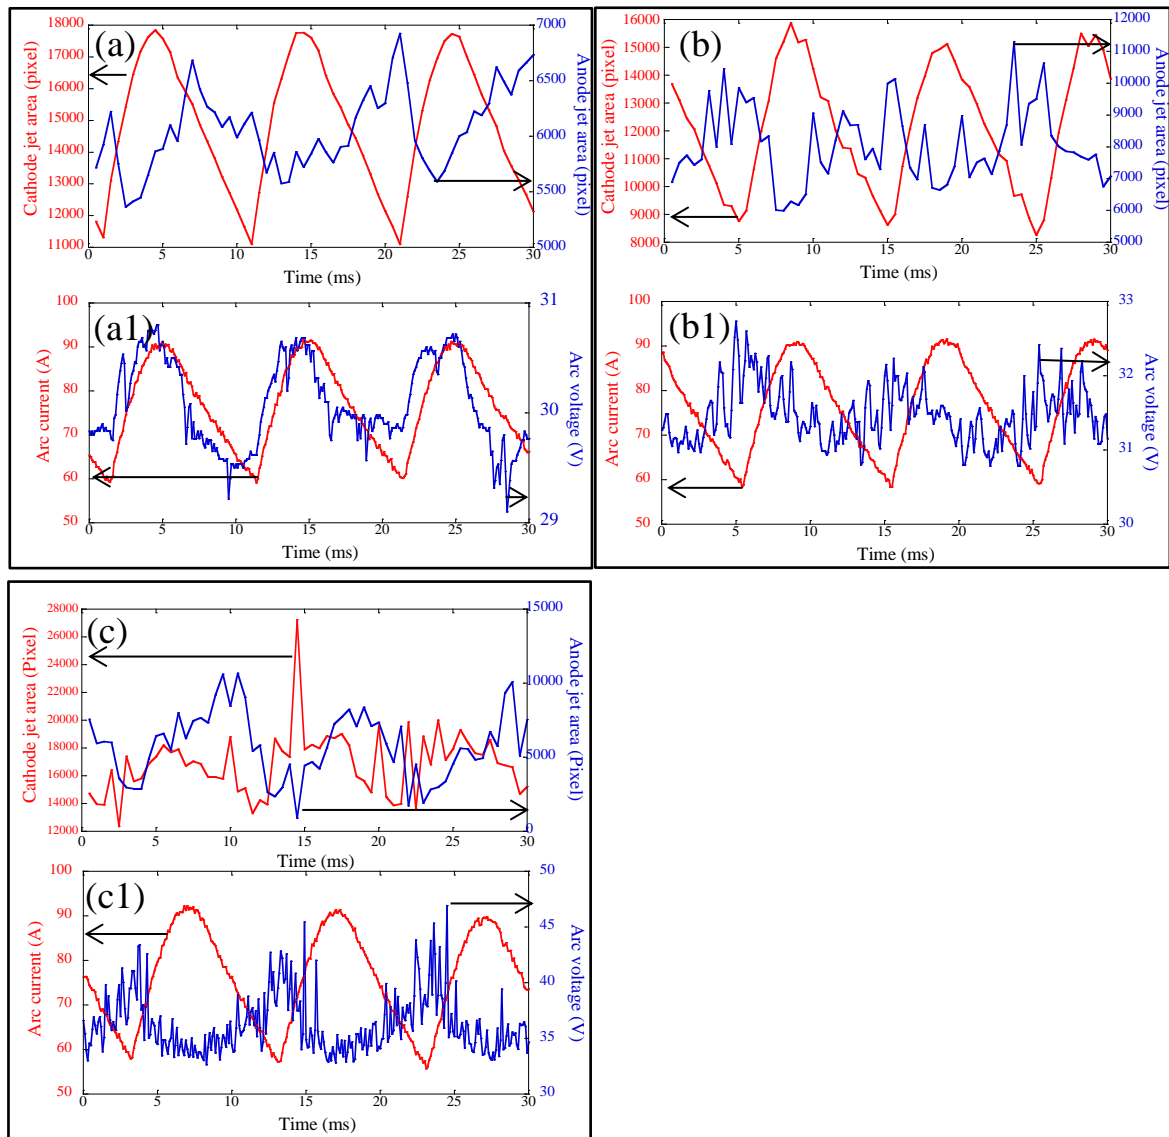 (a)
Cathode jet area (pixel)
18000
17000
16000
15000
14000
13000
12000
11000
7000
6500
6000
5500
5000
Anode jet area (pixel)
0 5 10 15 20 25 30
Time (ms)
(b)
Cathode jet area (pixel)
16000
15000
14000
13000
12000
11000
10000
9000
8000
12000
11000
10000
9000
8000
7000
6000
5000
Anode jet area (pixel)
0 5 10 15 20 25 30
Time (ms)
(a1)
Arc current (A)
100
90
80
70
60
50
31
30
29
Arc voltage (V)
0 5 10 15 20 25 30
Time (ms)
(b1)
Arc current (A)
100
90
80
70
60
50
33
32
31
30
Arc voltage (V)
0 5 10 15 20 25 30
Time (ms)
(c)
Cathode jet area (Pixel)
28000
26000
24000
22000
20000
18000
16000
14000
12000
15000
10000
5000
0
Anode jet area (Pixel)
0 5 10 15 20 25 30
Time (ms)
(c1)
Arc current (A)
100
90
80
70
60
50
50
45
40
35
30
Arc voltage (V)
0 5 10 15 20 25 30
Time (ms)